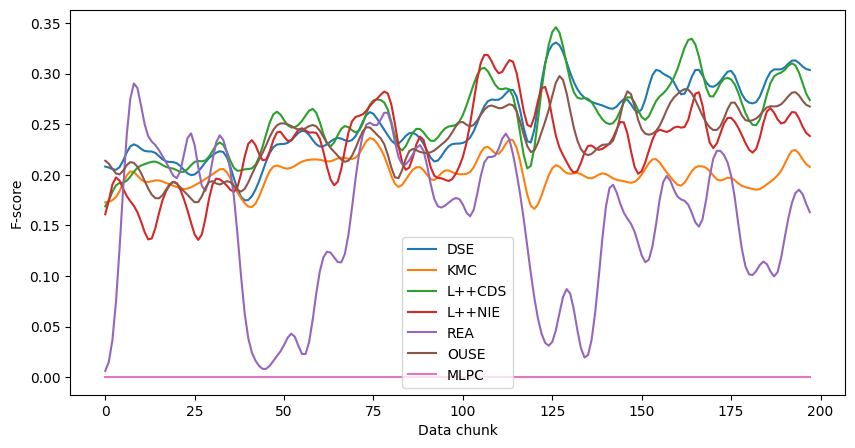 F-score
0.35
0.30
0.25
0.20
0.15
0.10
0.05
0.00
DSE
KMC
L++CDS
L++NIE
REA
OUSE
MLPC
0 25 50 75 100 125 150 175 200
Data chunk